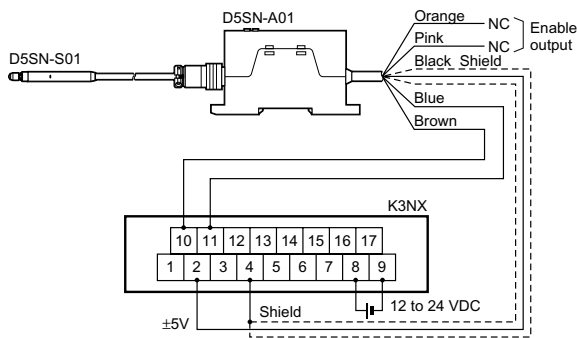 D5SN-A01
Orange NC Enable
Pink NC output
D5SN-S01
Black Shield
Blue
Brown
K3NX
10 11 12 13 14 15 16 17
1 2 3 4 5 6 7 8 9
Shield 12 to 24 VDC
±5V